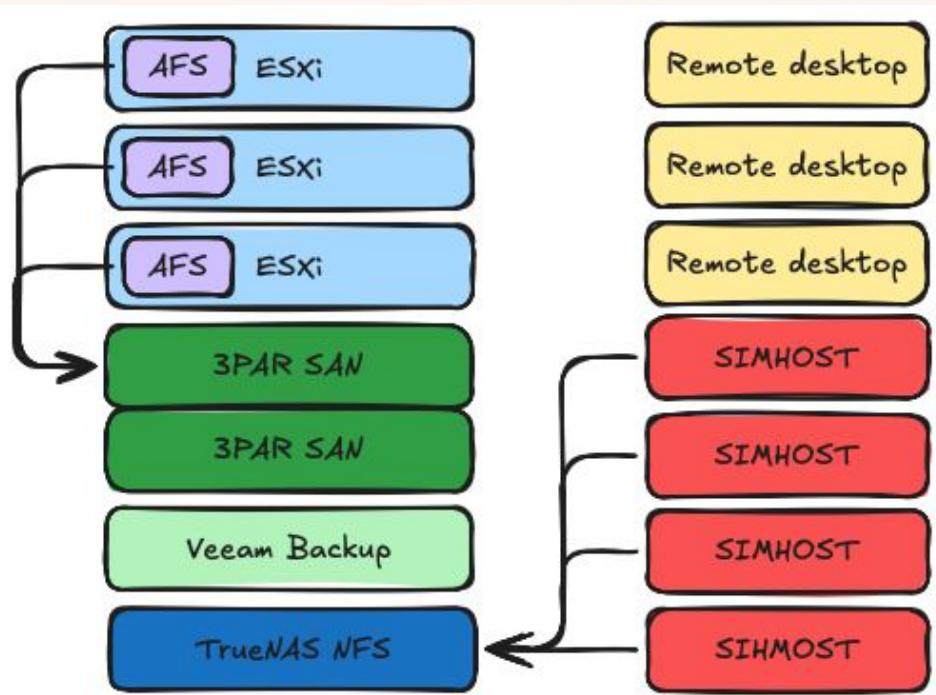 AFS ESXi
AFS ESXi
AFS ESXi
3PAR SAN
3PAR SAN
Veeam Backup
TrueNAS NFS
Remote desktop
Remote desktop
Remote desktop
SIMHOST
SIMHOST
SIMHOST
SIHMOST